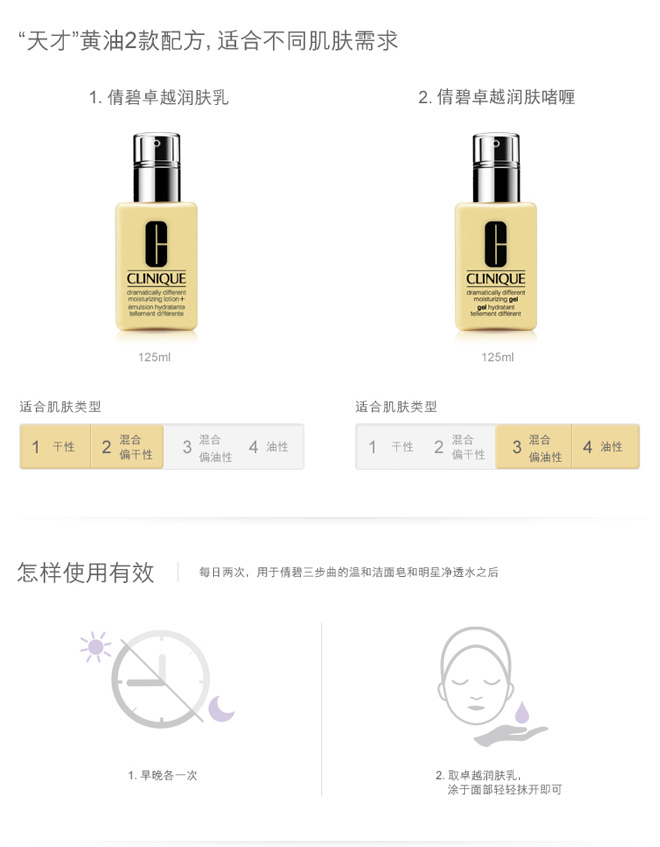 “天才”黄油2款配方, 适合不同肌肤需求
1. 倩碧卓越润肤乳
2. 倩碧卓越润肤啫喱
CLINIQUE
dramatically different
moisturizing lotion+
émulsion hydratante
tellement différente
CLINIQUE
dramatically different
moisturizing gel
gel hydratant
tellement différent
125ml
125ml
适合肌肤类型
适合肌肤类型
1 干性
2 混合
偏干性
3 混合
偏油性
4 油性
1 干性
2 混合
偏干性
3 混合
偏油性
4 油性
怎样使用有效
每日两次，用于倩碧三步曲的温和洁面皂和明星净透水之后
1. 早晚各一次
2. 取卓越润肤乳,
涂于面部轻轻抹开即可